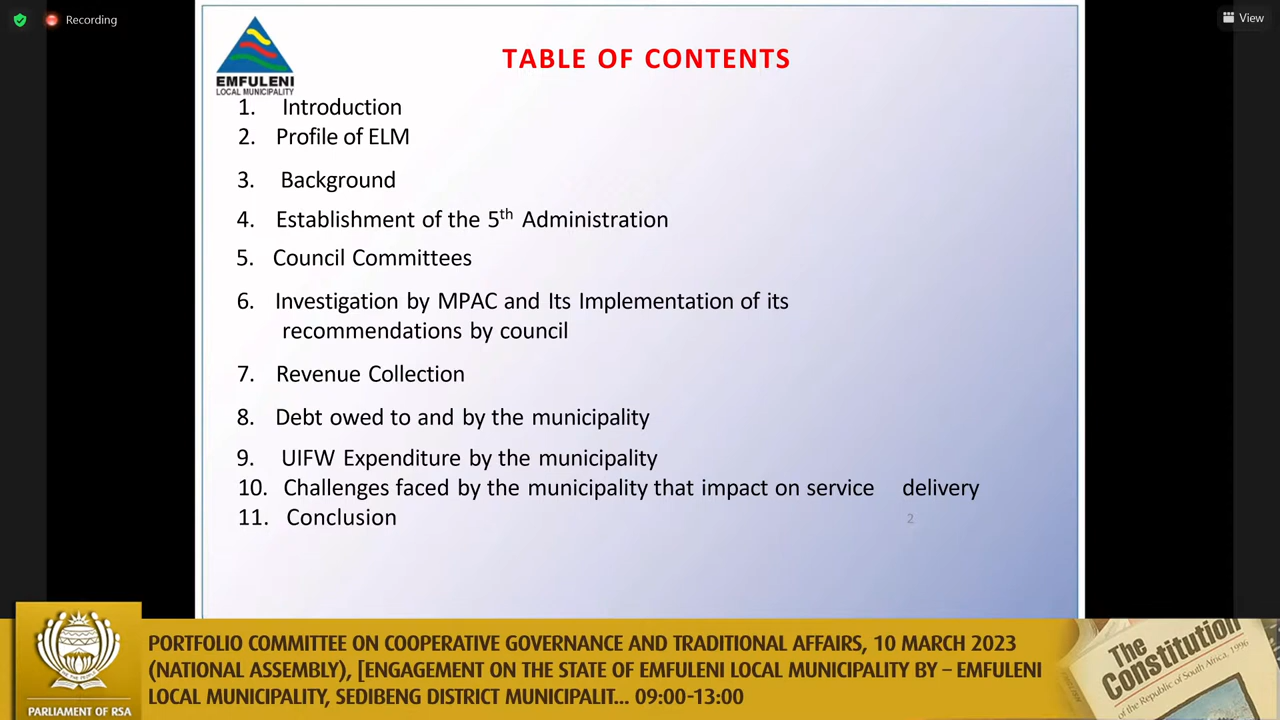 Recording
View
EMFULENI
LOCAL MUNICIPALITY
TABLE OF CONTENTS
1. Introduction
2. Profile of ELM
3. Background
4. Establishment of the 5th Administration
5. Council Committees
6. Investigation by MPAC and Its Implementation of its
recommendations by council
7. Revenue Collection
8. Debt owed to and by the municipality
9. UIFW Expenditure by the municipality
10. Challenges faced by the municipality that impact on service delivery
11. Conclusion
2
PARLIAMENT OF RSA
PORTFOLIO COMMITTEE ON COOPERATIVE GOVERNANCE AND TRADITIONAL AFFAIRS, 10 MARCH 2023
(NATIONAL ASSEMBLY), [ENGAGEMENT ON THE STATE OF EMFULENI LOCAL MUNICIPALITY BY – EMFULENI
LOCAL MUNICIPALITY, SEDIBENG DISTRICT MUNICIPALIT... 09:00-13:00
The
Constitution
of the Republic of South Africa, 1996